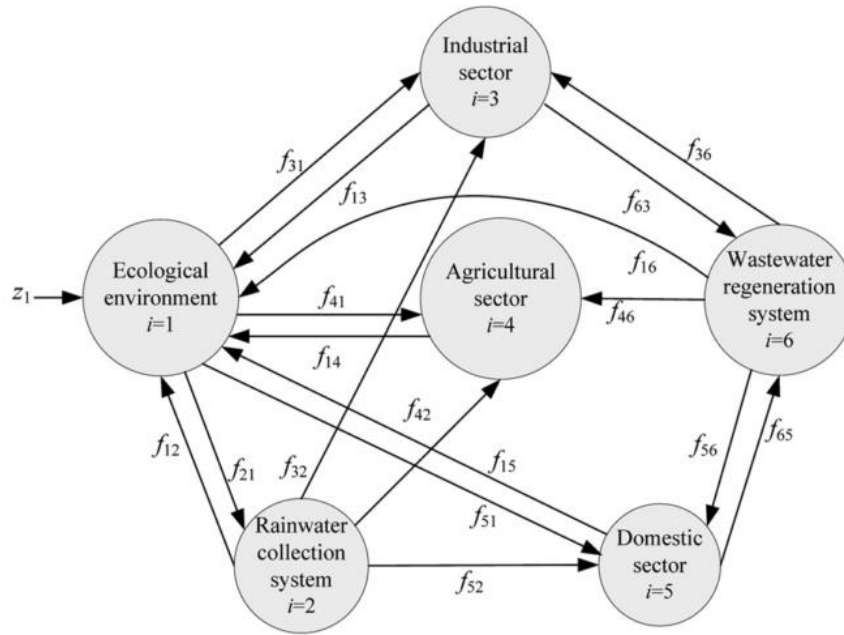 Industrial
sector
i=3
f₃₁
f₁₃
f₃₆
f₆₃
f₁₆
Ecological
environment
i=1
z₁
f₄₁
f₁₄
Agricultural
sector
i=4
f₄₆
Wastewater
regeneration
system
i=6
f₁₂
f₂₁
f₃₂
f₄₂
f₁₅
f₅₁
f₅₆
f₆₅
Rainwater
collection
system
i=2
f₅₂
Domestic
sector
i=5